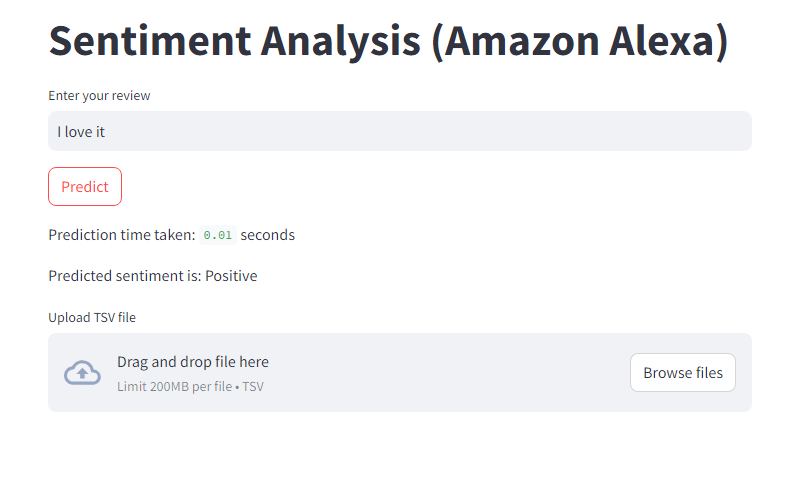 Sentiment Analysis (Amazon Alexa)
Enter your review
I love it
Predict
Prediction time taken: 0.01 seconds
Predicted sentiment is: Positive
Upload TSV file
Drag and drop file here
Limit 200MB per file • TSV
Browse files